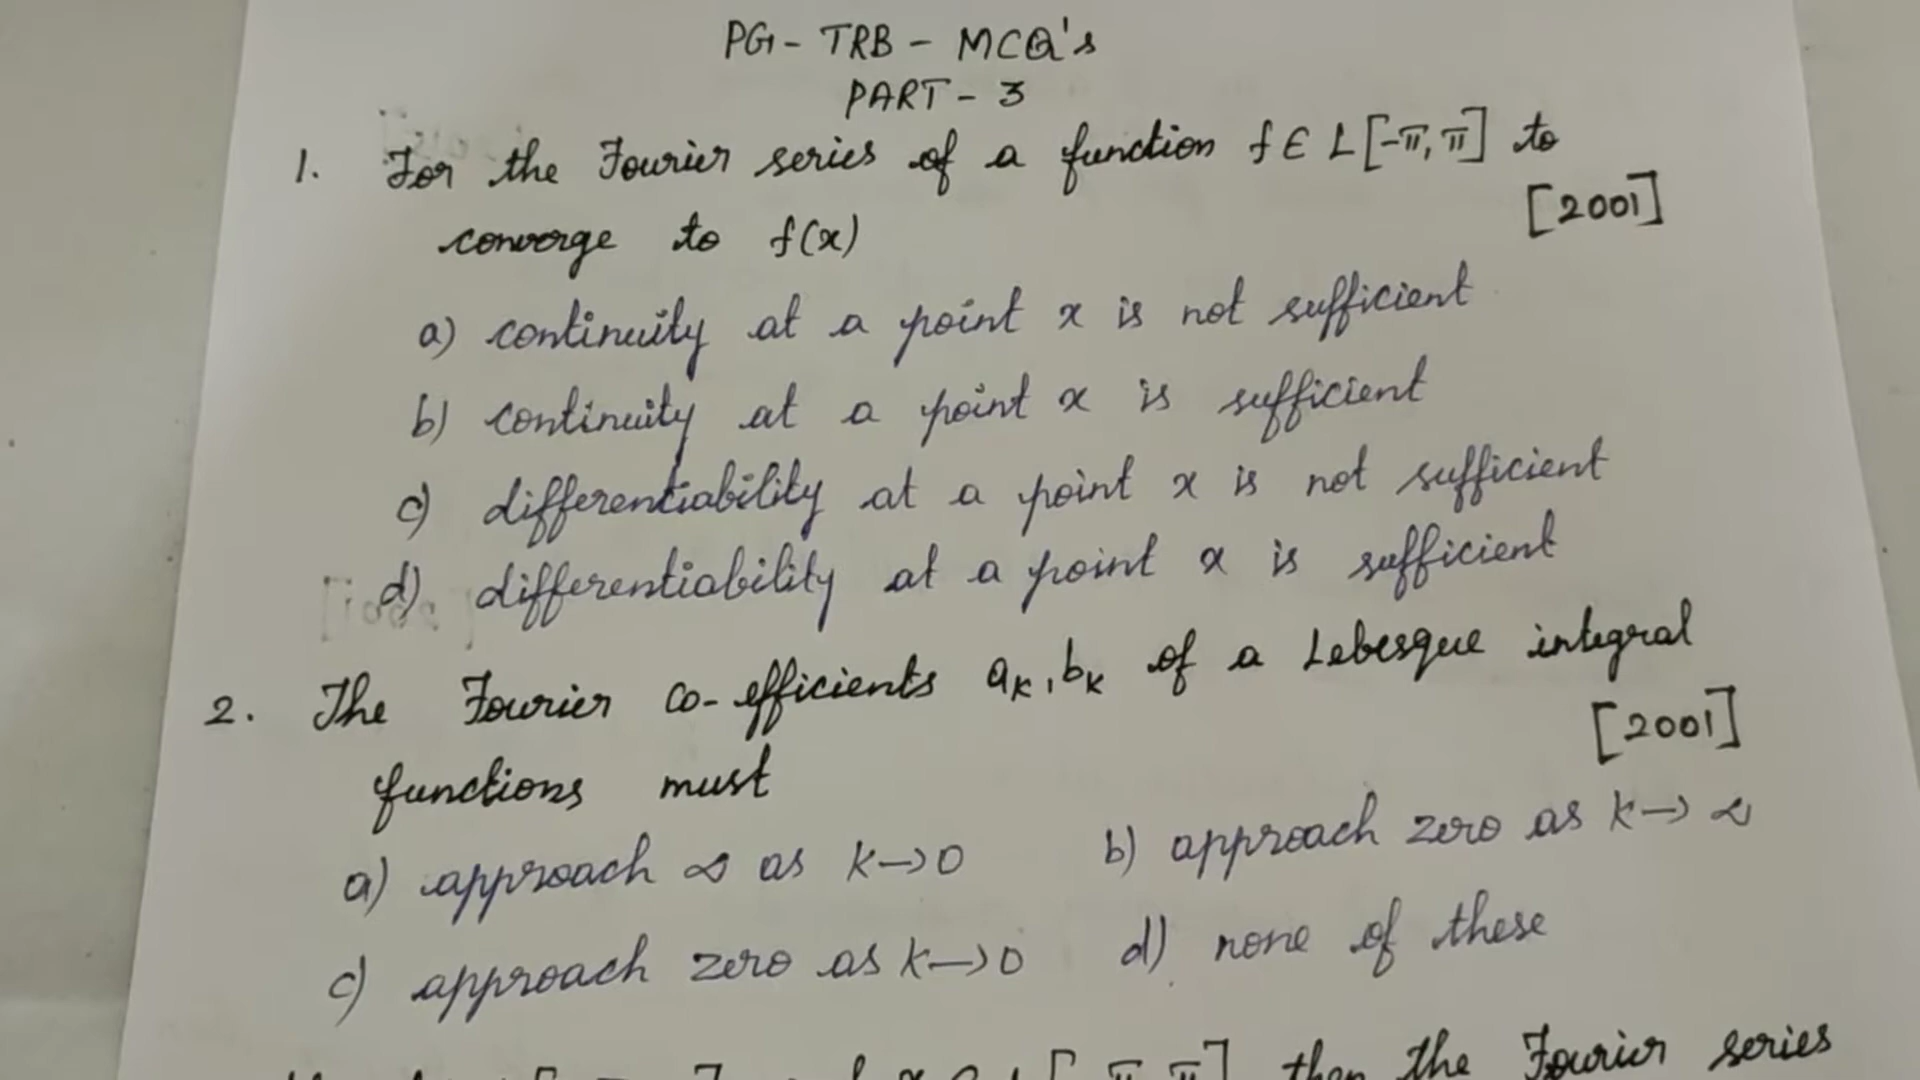 PG - TRB - MCQ's
PART - 3
1. For the Fourier series of a function f ∈ L[-π, π] to
converge to f(x) [2001]
a) continuity at a point x is not sufficient
b) continuity at a point x is sufficient
c) differentiability at a point x is not sufficient
d) differentiability at a point x is sufficient
2. The Fourier co-efficients aₖ, bₖ of a Lebesque integral
functions must [2001]
a) approach ∞ as k→0 b) approach zero as k→∞
c) approach zero as k→0 d) none of these
then the Fourier series